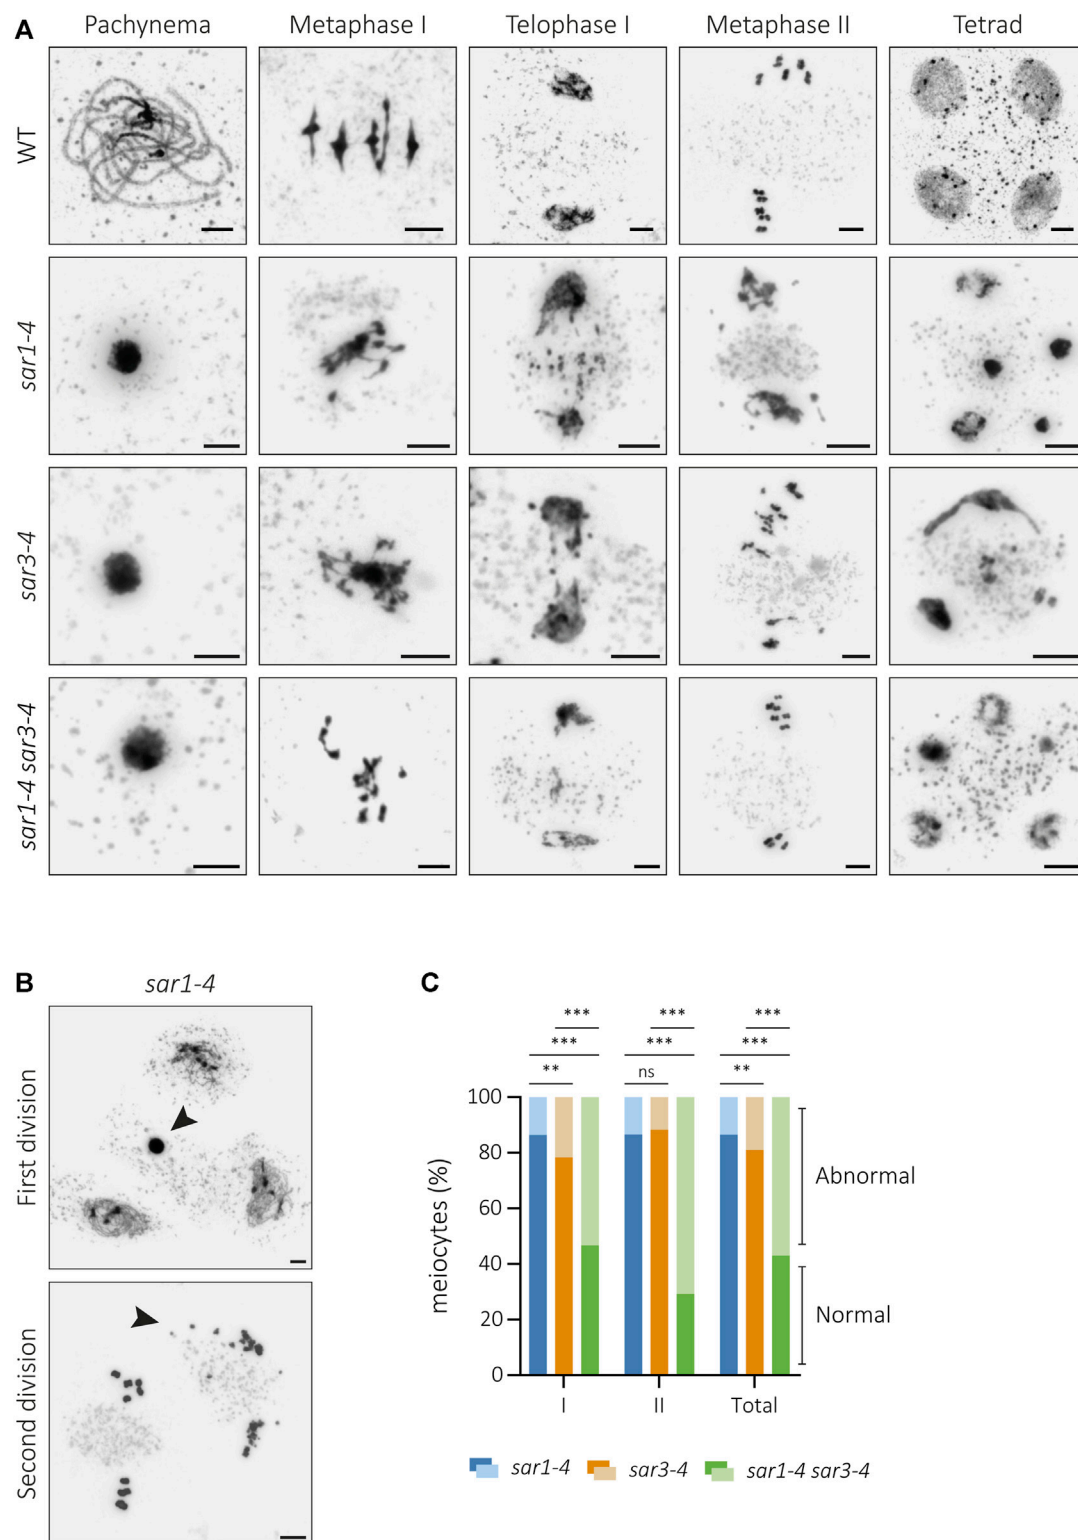 A
Pachynema Metaphase I Telophase I Metaphase II Tetrad
WT
sar1-4
sar3-4
sar1-4 sar3-4
B
sar1-4
First division
Second division
C
*** *** ***
*** *** ***
** ns **
100
80
60
40
20
0
meiocytes (%)
Abnormal
Normal
I II Total
sar1-4 sar3-4 sar1-4 sar3-4